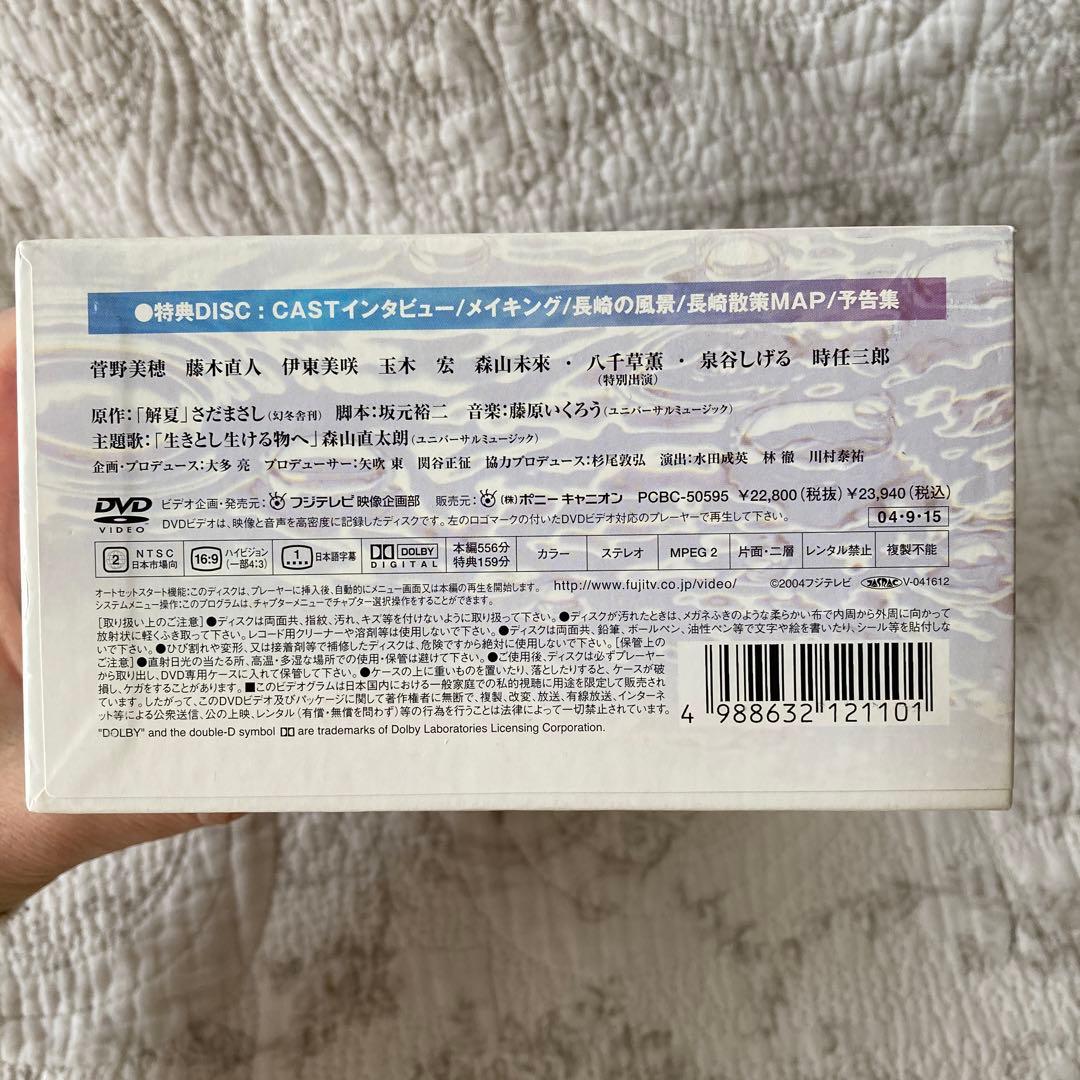 ●特典DISC：CASTインタビュー/メイキング/長崎の風景/長崎散策MAP/予告集
菅野美穂 藤木直人 伊東美咲 玉木 宏 森山未來・八千草薫・泉谷しげる 時任三郎
(特別出演)
原作：「解夏」さだまさし(幻冬舎刊) 脚本：坂元裕二 音楽：藤原いくろう(ユニバーサルミュージック)
主題歌：「生きとし生ける物へ」森山直太朗(ユニバーサルミュージック)
企画・プロデュース：大多 亮 プロデューサー：矢吹 東 関谷正征 協力プロデュース：杉尾敦弘 演出：水田成英 林 徹 川村泰祐
DVD VIDEO ビデオ企画・発売元： フジテレビ 映像企画部 販売元： (株)ポニーキャニオン PCBC-50595 ¥22,800(税抜) ¥23,940(税込)
DVDビデオは、映像と音声を高密度に記録したディスクです。左のロゴマークの付いたDVDビデオ対応のプレーヤーで再生して下さい。 04・9・15
2 NTSC 日本市場向 16:9 ハイビジョン (一部4:3) 1 日本語字幕 DOLBY DIGITAL 本編556分 特典159分 カラー ステレオ MPEG 2 片面・二層 レンタル禁止 複製不能
オートセットスタート機能：このディスクは、プレーヤーに挿入後、自動的にメニュー画面又は本編の再生を開始します。 http://www.fujitv.co.jp/video/ ©2004フジテレビ JASRAC V-041612
システムメニュー操作：このプログラムは、チャプターメニューでチャプター選択操作をすることができます。
[取り扱い上のご注意]●ディスクは両面共、指紋、汚れ、キズ等を付けないように取り扱って下さい。●ディスクが汚れたときは、メガネふきのような柔らかい布で内周から外周に向かって
放射状に軽くふき取って下さい。レコード用クリーナーや溶剤等は使用しないで下さい。●ディスクは両面共、鉛筆、ボールペン、油性ペン等で文字や絵を書いたり、シール等を貼付しな
いで下さい。●ひび割れや変形、又は接着剤等で補修したディスクは、危険ですから絶対に使用しないで下さい。[保管上の
ご注意]●直射日光の当たる所、高温・多湿な場所での使用・保管は避けて下さい。●ご使用後、ディスクは必ずプレーヤー
から取り出し、DVD専用ケースに入れて保管して下さい。●ケースの上に重いものを置いたり、落としたりすると、ケースが破
損し、ケガをすることがあります。■このビデオグラムは日本国内における一般家庭での私的視聴に用途を限定して販売され
ています。したがって、このDVDビデオ及びパッケージに関して著作権者に無断で、複製、改変、放送、有線放送、インターネ
ット等による公衆送信、公の上映、レンタル(有償・無償を問わず)等の行為を行うことは法律によって一切禁止されています。
"DOLBY" and the double-D symbol are trademarks of Dolby Laboratories Licensing Corporation.
4 988632 121101